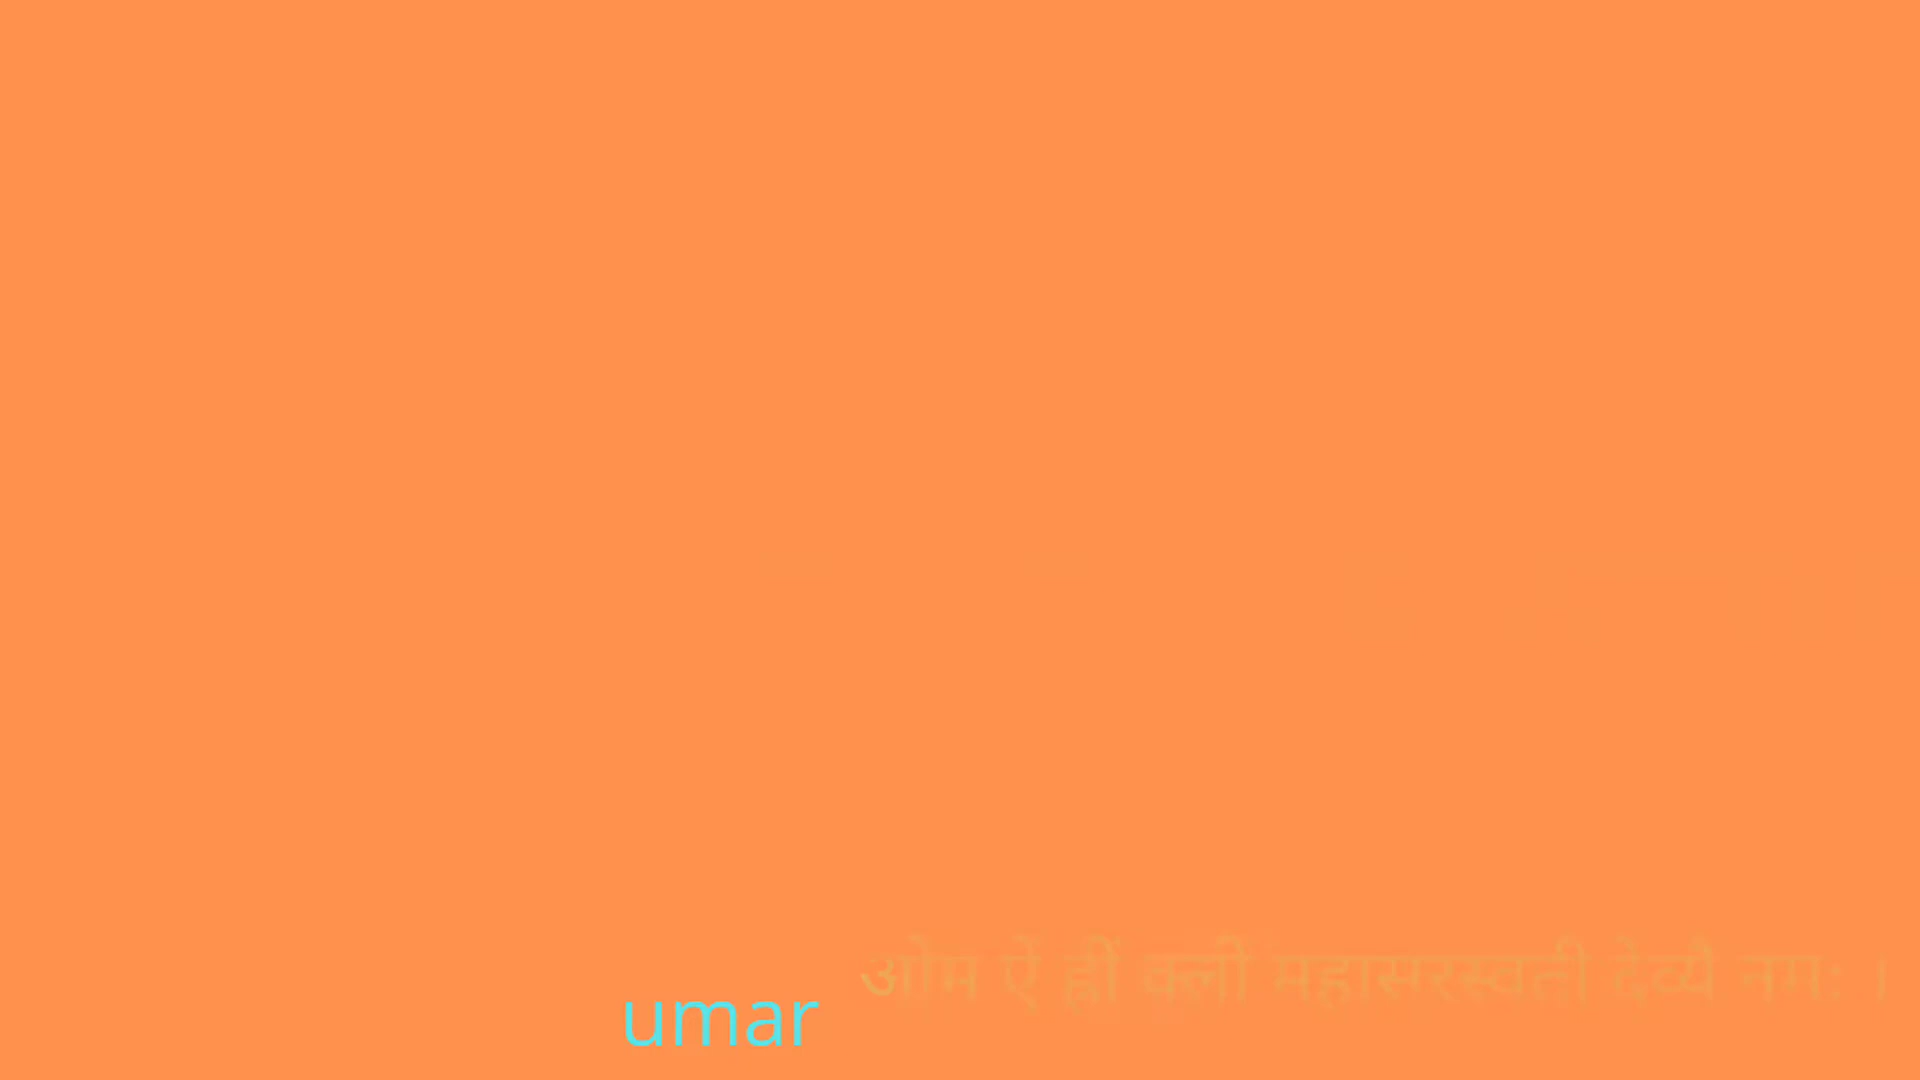 ओम ऐं ह्रीं क्लीं महासरस्वती देव्यै नमः ।
umar